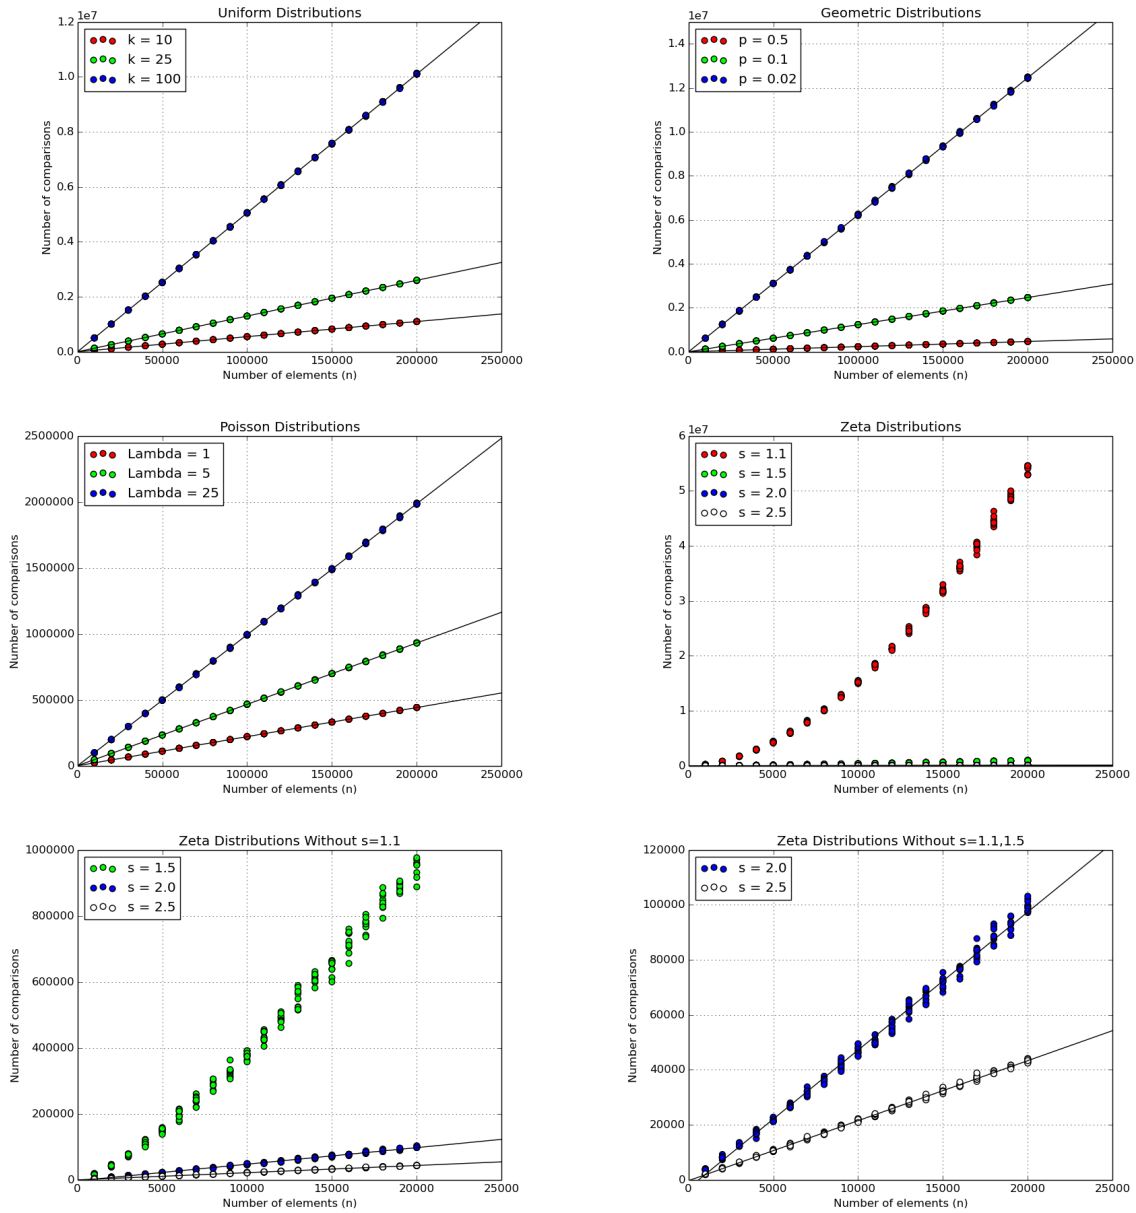 Uniform Distributions
1e7
k = 10
k = 25
k = 100
1.2
1.0
0.8
0.6
0.4
0.2
0.0
Number of comparisons
0 50000 100000 150000 200000 250000
Number of elements (n)
Geometric Distributions
1e7
p = 0.5
p = 0.1
p = 0.02
1.4
1.2
1.0
0.8
0.6
0.4
0.2
0.0
Number of comparisons
0 50000 100000 150000 200000 250000
Number of elements (n)
Poisson Distributions
Lambda = 1
Lambda = 5
Lambda = 25
2500000
2000000
1500000
1000000
500000
0
Number of comparisons
0 50000 100000 150000 200000 250000
Number of elements (n)
Zeta Distributions
1e7
s = 1.1
s = 1.5
s = 2.0
s = 2.5
6
5
4
3
2
1
0
Number of comparisons
0 5000 10000 15000 20000 25000
Number of elements (n)
Zeta Distributions Without s=1.1
s = 1.5
s = 2.0
s = 2.5
1000000
800000
600000
400000
200000
0
Number of comparisons
0 5000 10000 15000 20000 25000
Number of elements (n)
Zeta Distributions Without s=1.1,1.5
s = 2.0
s = 2.5
120000
100000
80000
60000
40000
20000
0
Number of comparisons
0 5000 10000 15000 20000 25000
Number of elements (n)